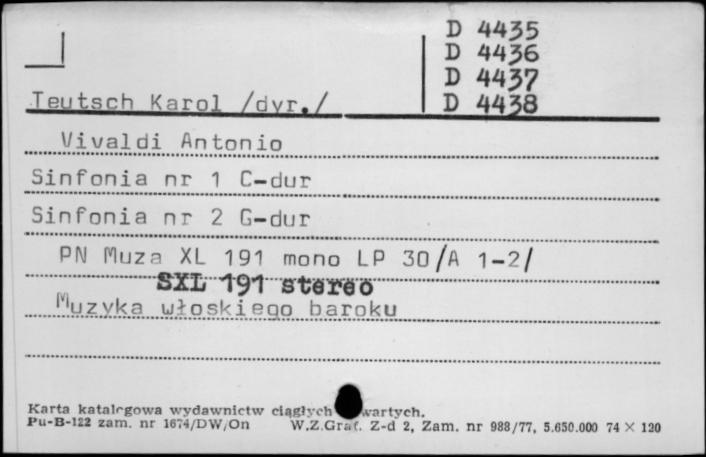 D 4435
D 4436
D 4437
D 4438
Teutsch Karol /dyr./
Vivaldi Antonio
Sinfonia nr 1 C-dur
Sinfonia nr 2 G-dur
PN Muza XL 191 mono LP 30/A 1-2/
SXL 191 stereo
Muzyka włoskiego baroku
Karta katalogowa wydawnictw ciągłych wartych.
Pu-B-122 zam. nr 1674/DW/On W.Z.Graf. Z-d 2, Zam. nr 988/77, 5.650.000 74 × 120